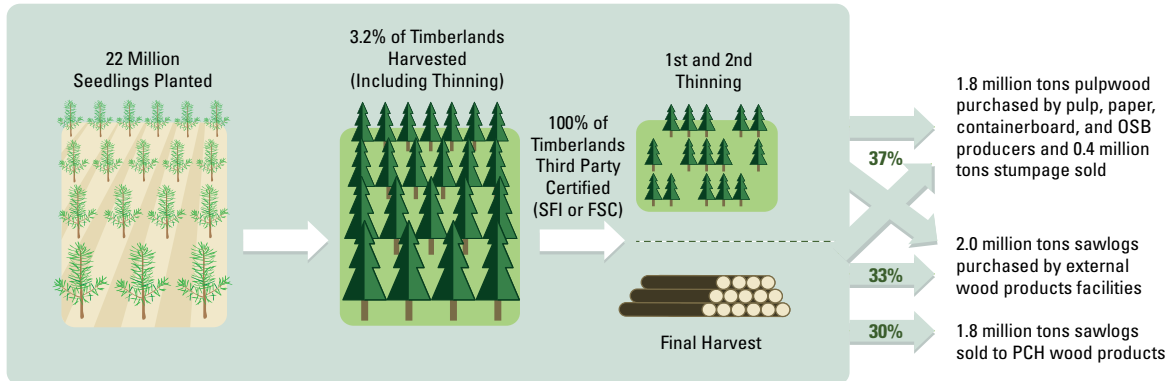 22 Million
Seedlings Planted
3.2% of Timberlands
Harvested
(Including Thinning)
100% of
Timberlands
Third Party
Certified
(SFI or FSC)
1st and 2nd
Thinning
Final Harvest
37%
33%
30%
1.8 million tons pulpwood
purchased by pulp, paper,
containerboard, and OSB
producers and 0.4 million
tons stumpage sold
2.0 million tons sawlogs
purchased by external
wood products facilities
1.8 million tons sawlogs
sold to PCH wood products